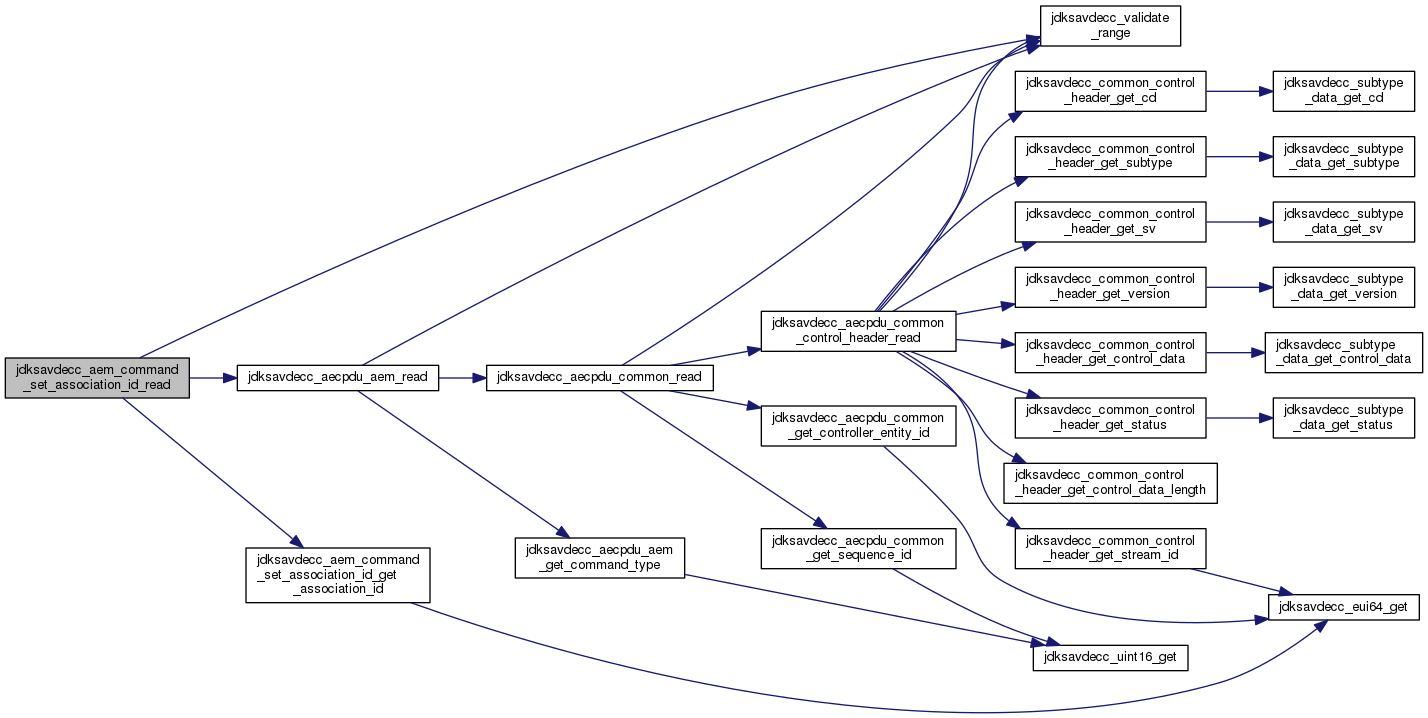 jdksavdecc_aem_command
_set_association_id_read
jdksavdecc_aecpdu_aem_read
jdksavdecc_aem_command
_set_association_id_get
_association_id
jdksavdecc_aecpdu_common_read
jdksavdecc_aecpdu_aem
_get_command_type
jdksavdecc_aecpdu_common
_control_header_read
jdksavdecc_aecpdu_common
_get_controller_entity_id
jdksavdecc_aecpdu_common
_get_sequence_id
jdksavdecc_validate
_range
jdksavdecc_common_control
_header_get_cd
jdksavdecc_common_control
_header_get_subtype
jdksavdecc_common_control
_header_get_sv
jdksavdecc_common_control
_header_get_version
jdksavdecc_common_control
_header_get_control_data
jdksavdecc_common_control
_header_get_status
jdksavdecc_common_control
_header_get_control_data_length
jdksavdecc_common_control
_header_get_stream_id
jdksavdecc_uint16_get
jdksavdecc_subtype
_data_get_cd
jdksavdecc_subtype
_data_get_subtype
jdksavdecc_subtype
_data_get_sv
jdksavdecc_subtype
_data_get_version
jdksavdecc_subtype
_data_get_control_data
jdksavdecc_subtype
_data_get_status
jdksavdecc_eui64_get